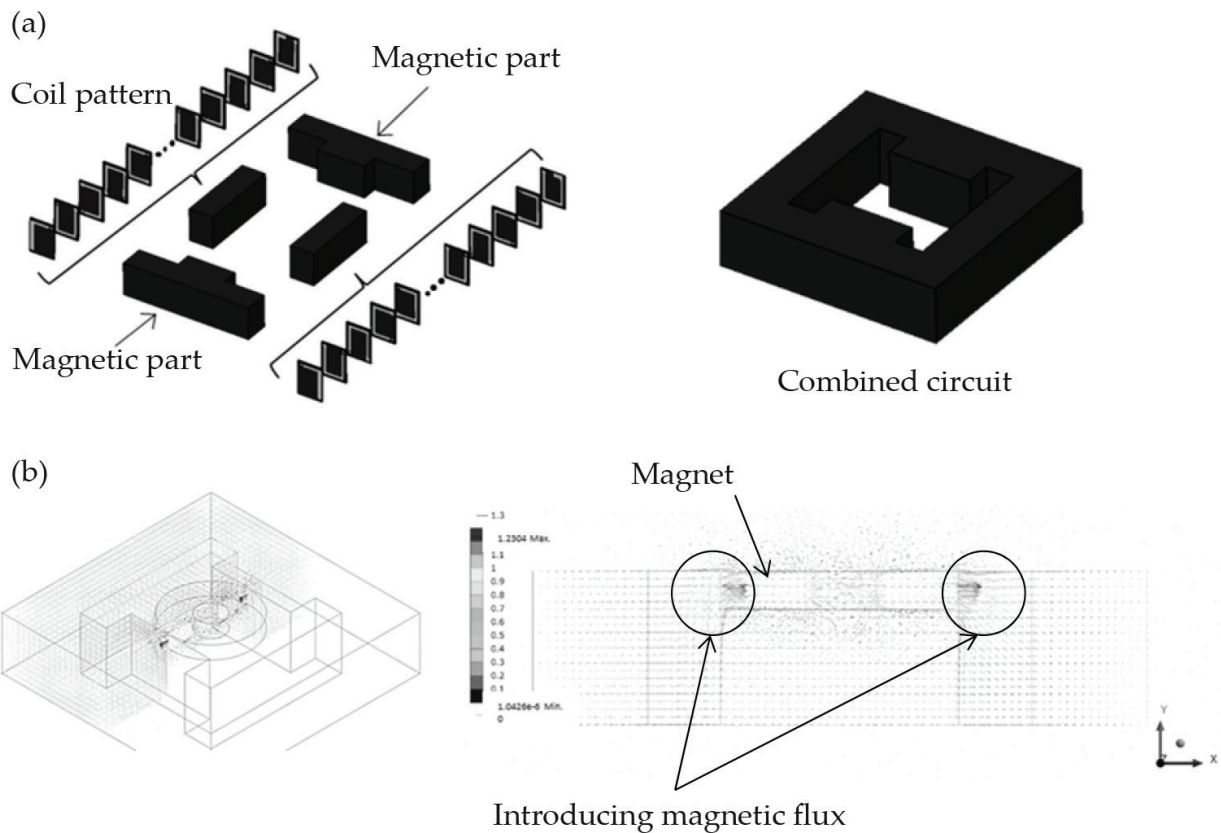 (a)
Coil pattern
Magnetic part
Magnetic part
Combined circuit
(b)
Magnet
1.3
1.2304 Max.
1.1
1
0.9
0.8
0.7
0.6
0.5
0.4
0.3
0.2
0.1
1.0426e-6 Min.
0
Y
Z
X
Introducing magnetic flux